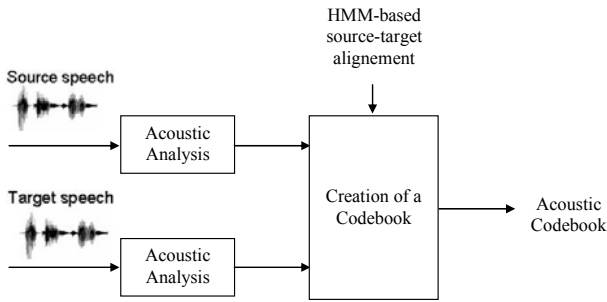 HMM-based
source-target
alignement
Source speech
Acoustic
Analysis
Target speech
Acoustic
Analysis
Creation of a
Codebook
Acoustic
Codebook